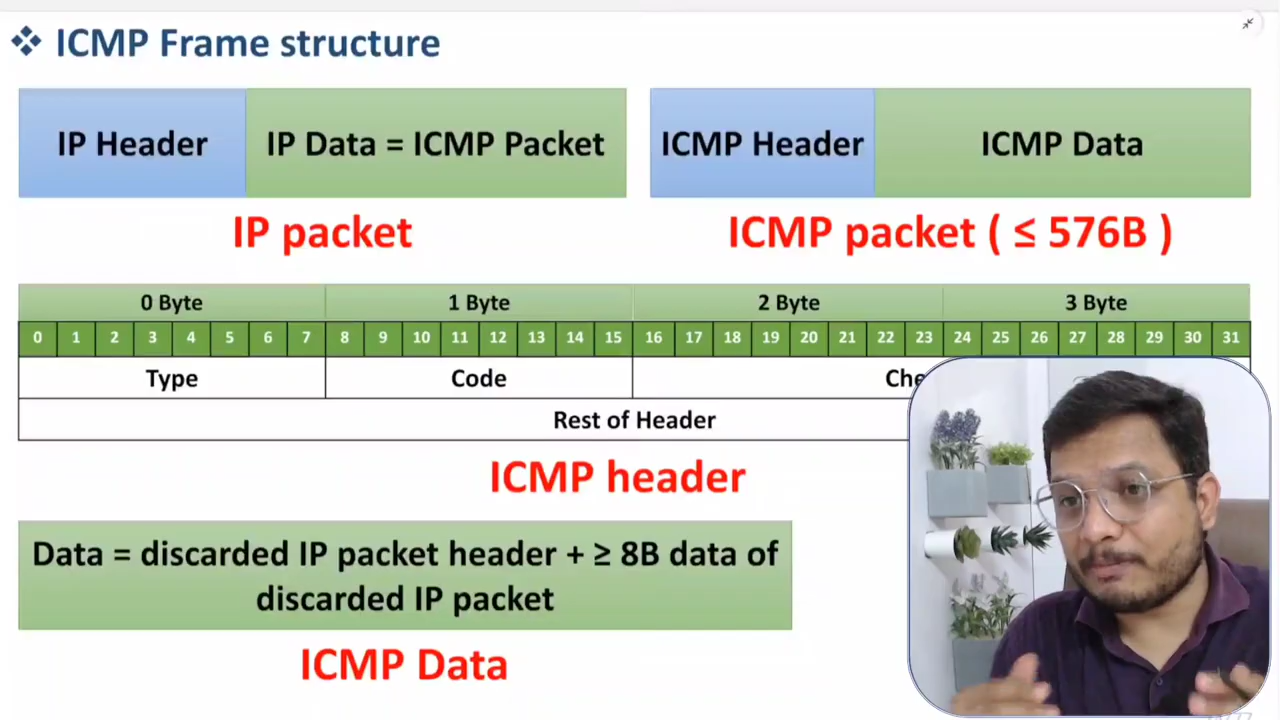 ❖ ICMP Frame structure
IP Header IP Data = ICMP Packet ICMP Header ICMP Data
IP packet ICMP packet ( ≤ 576B )
0 Byte 1 Byte 2 Byte 3 Byte
0 1 2 3 4 5 6 7 8 9 10 11 12 13 14 15 16 17 18 19 20 21 22 23 24 25 26 27 28 29 30 31
Type Code Che
Rest of Header
ICMP header
Data = discarded IP packet header + ≥ 8B data of
discarded IP packet
ICMP Data